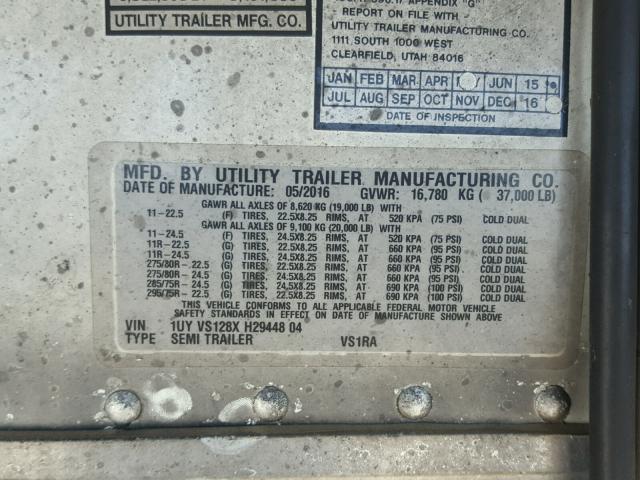 UTILITY TRAILER MFG. CO.
APPENDIX "G"
REPORT ON FILE WITH -
UTILITY TRAILER MANUFACTURING CO.
1111 SOUTH 1000 WEST
CLEARFIELD, UTAH 84016
JAN FEB MAR APR JUN 15
JUL AUG SEP OCT NOV DEC 16
DATE OF INSPECTION
MFD. BY UTILITY TRAILER MANUFACTURING CO.
DATE OF MANUFACTURE: 05/2016 GVWR: 16,780 KG ( 37,000 LB)
GAWR ALL AXLES OF 8,620 KG (19,000 LB) WITH
11-22.5 (F) TIRES, 22.5X8.25 RIMS, AT 520 KPA (75 PSI) COLD DUAL
GAWR ALL AXLES OF 9,100 KG (20,000 LB) WITH
11-24.5 (F) TIRES, 24.5X8.25 RIMS, AT 520 KPA (75 PSI) COLD DUAL
11R-22.5 (G) TIRES, 22.5X8.25 RIMS, AT 660 KPA (95 PSI) COLD DUAL
11R-24.5 (G) TIRES, 24.5X8.25 RIMS, AT 660 KPA (95 PSI) COLD DUAL
275/80R-22.5 (G) TIRES, 22.5X8.25 RIMS, AT 660 KPA (95 PSI) COLD DUAL
275/80R-24.5 (G) TIRES, 24.5X8.25 RIMS, AT 660 KPA (95 PSI) COLD DUAL
285/75R-24.5 (G) TIRES, 24.5X8.25 RIMS, AT 690 KPA (100 PSI) COLD DUAL
295/75R-22.5 (G) TIRES, 22.5X8.25 RIMS, AT 690 KPA (100 PSI) COLD DUAL
THIS VEHICLE CONFORMS TO ALL APPLICABLE FEDERAL MOTOR VEHICLE
SAFETY STANDARDS IN EFFECT ON DATE OF MANUFACTURE SHOWN ABOVE
VIN 1UY VS128X H29448 04
TYPE SEMI TRAILER VS1RA